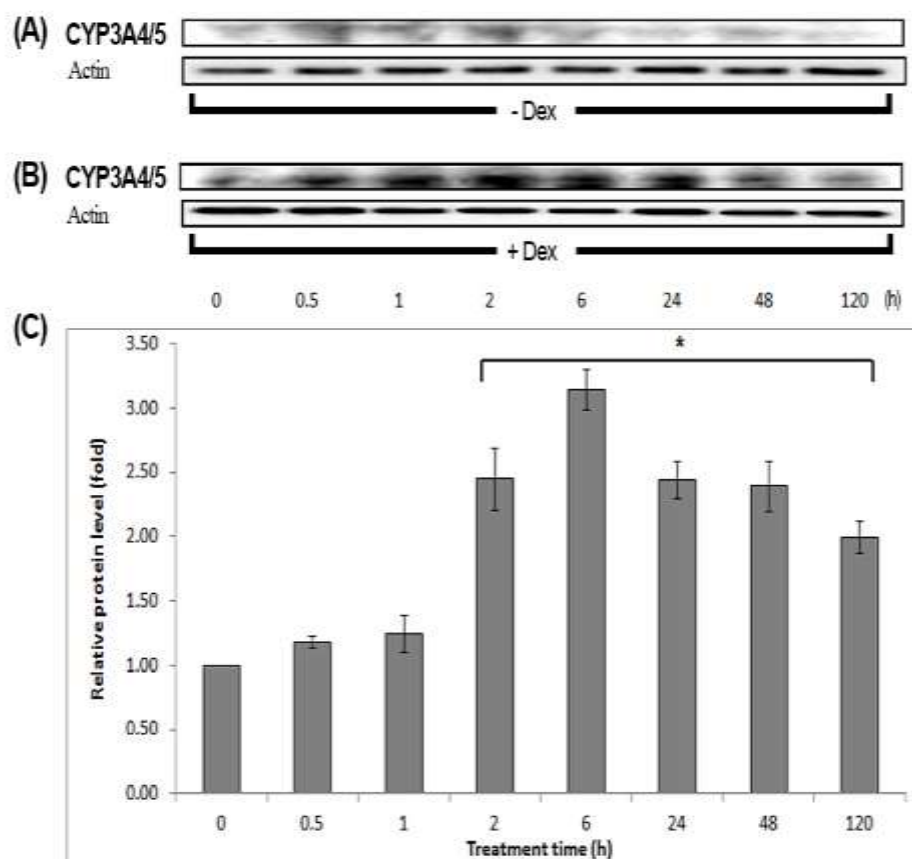 (A) CYP3A4/5
Actin
- Dex
(B) CYP3A4/5
Actin
+ Dex
0 0.5 1 2 6 24 48 120 (h)
(C)
*
3.50
3.00
2.50
2.00
1.50
1.00
0.50
0.00
Relative protein level (fold)
0 0.5 1 2 6 24 48 120
Treatment time (h)